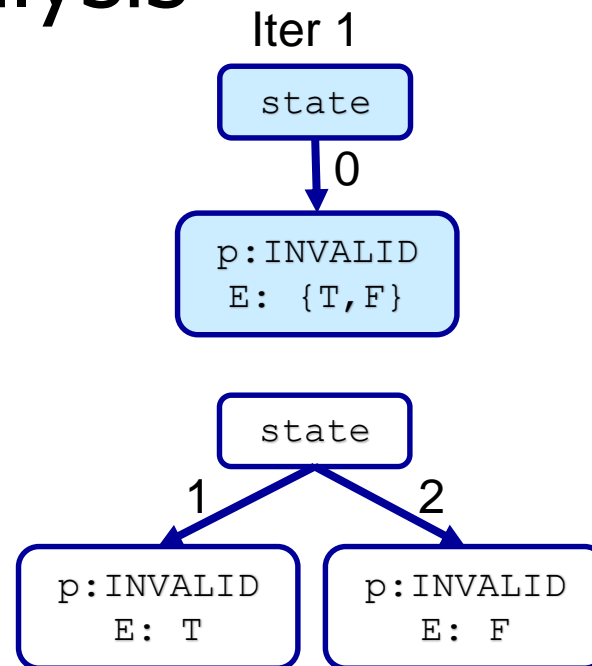 Iter 1
state
0
p:INVALID
E: {T,F}
state
1 2
p:INVALID p:INVALID
E: T E: F